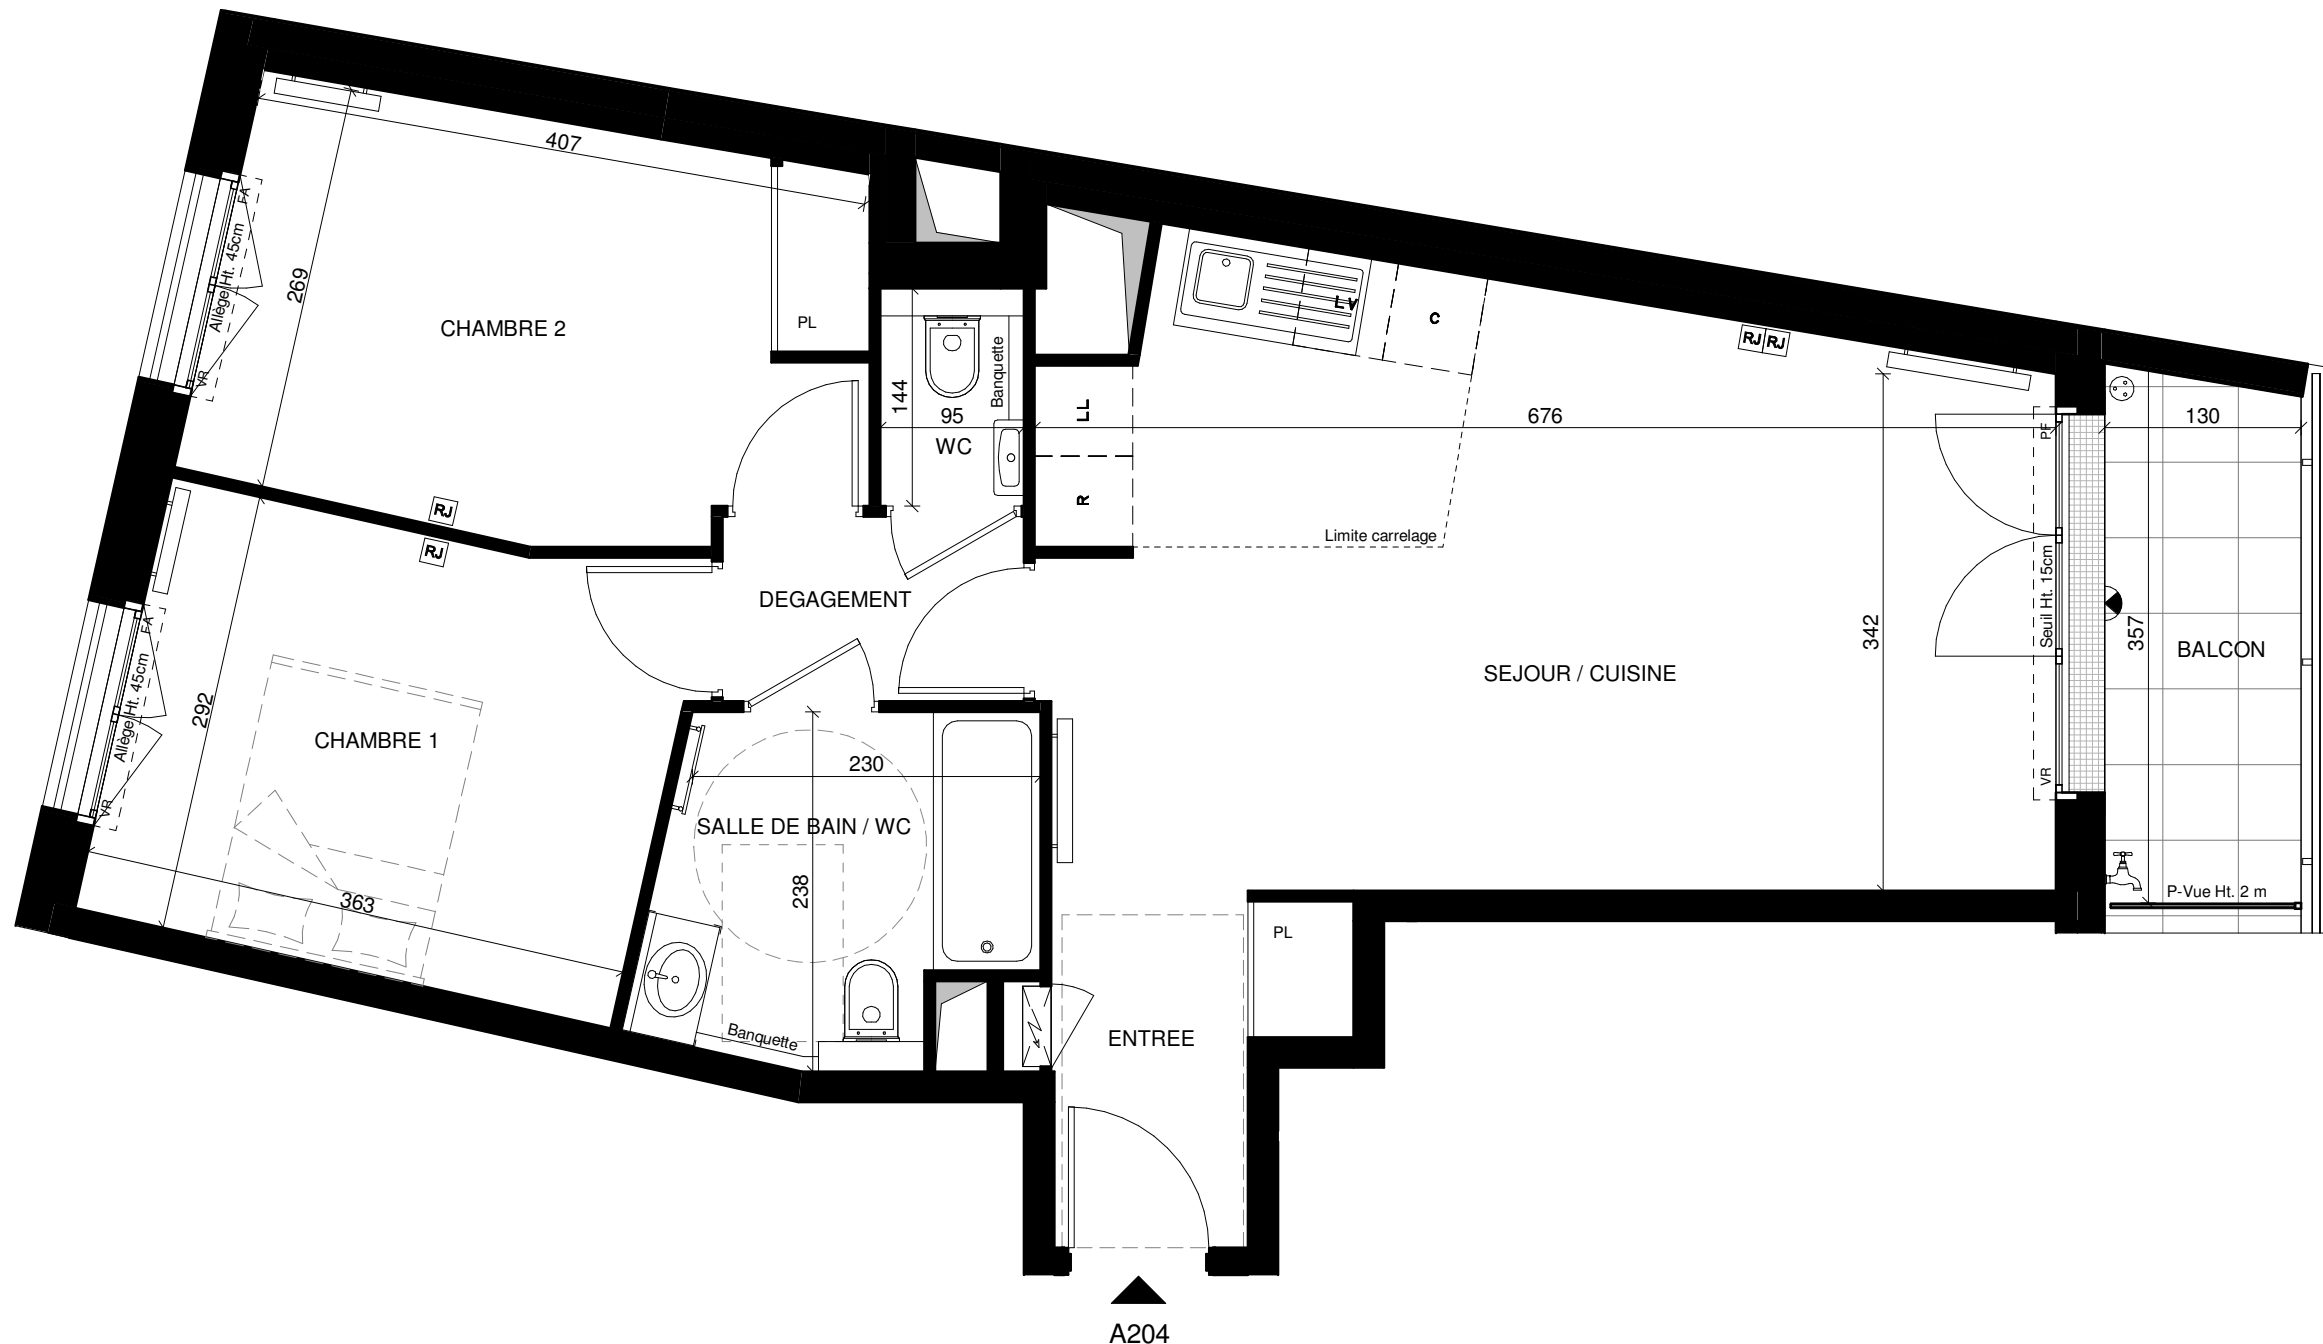 407
FA
Allège Ht. 45cm
VR
269
CHAMBRE 2
PL
144
95
WC
Banquette
LV
C
LL
R
676
RJ
RJ
Limite carrelage
PF
Seuil Ht. 15cm
VR
342
130
357
BALCON
P-Vue Ht. 2 m
SEJOUR / CUISINE
RJ
RJ
DEGAGEMENT
FA
Allège Ht. 45cm
VR
292
CHAMBRE 1
363
230
SALLE DE BAIN / WC
238
Banquette
PL
ENTREE
A204